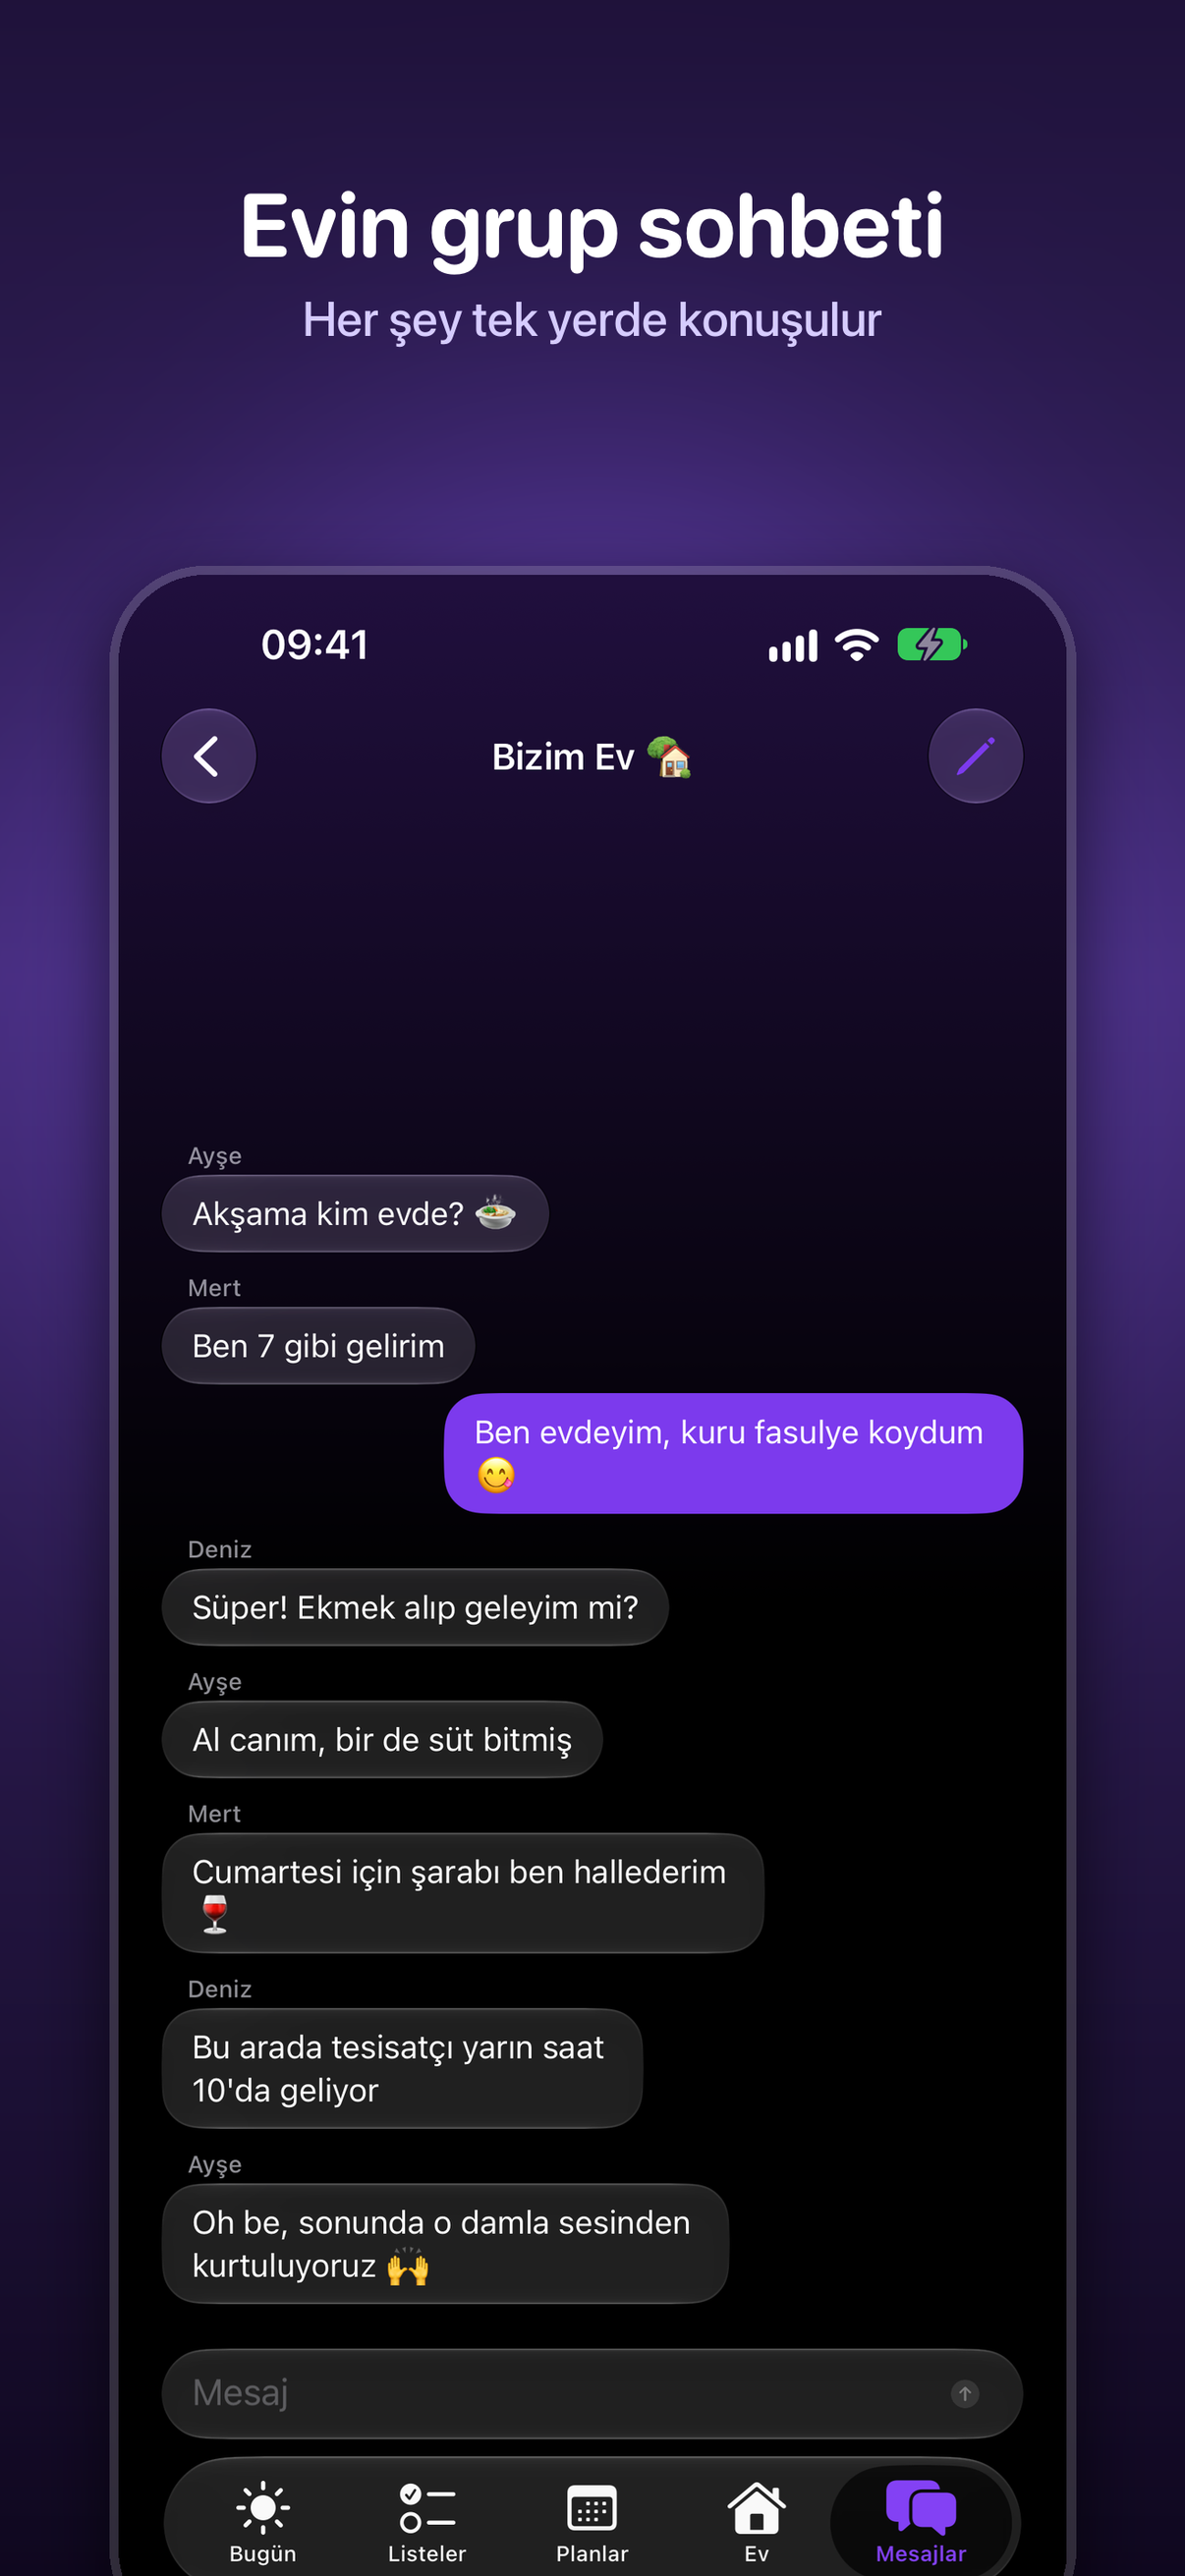 Evin grup sohbeti
Her şey tek yerde konuşulur
09:41
Bizim Ev 🏡
Ayşe
Akşama kim evde? 🍲
Mert
Ben 7 gibi gelirim
Ben evdeyim, kuru fasulye koydum
😋
Deniz
Süper! Ekmek alıp geleyim mi?
Ayşe
Al canım, bir de süt bitmiş
Mert
Cumartesi için şarabı ben hallederim
🍷
Deniz
Bu arada tesisatçı yarın saat
10'da geliyor
Ayşe
Oh be, sonunda o damla sesinden
kurtuluyoruz 🙌
Mesaj
Bugün Listeler Planlar Ev Mesajlar